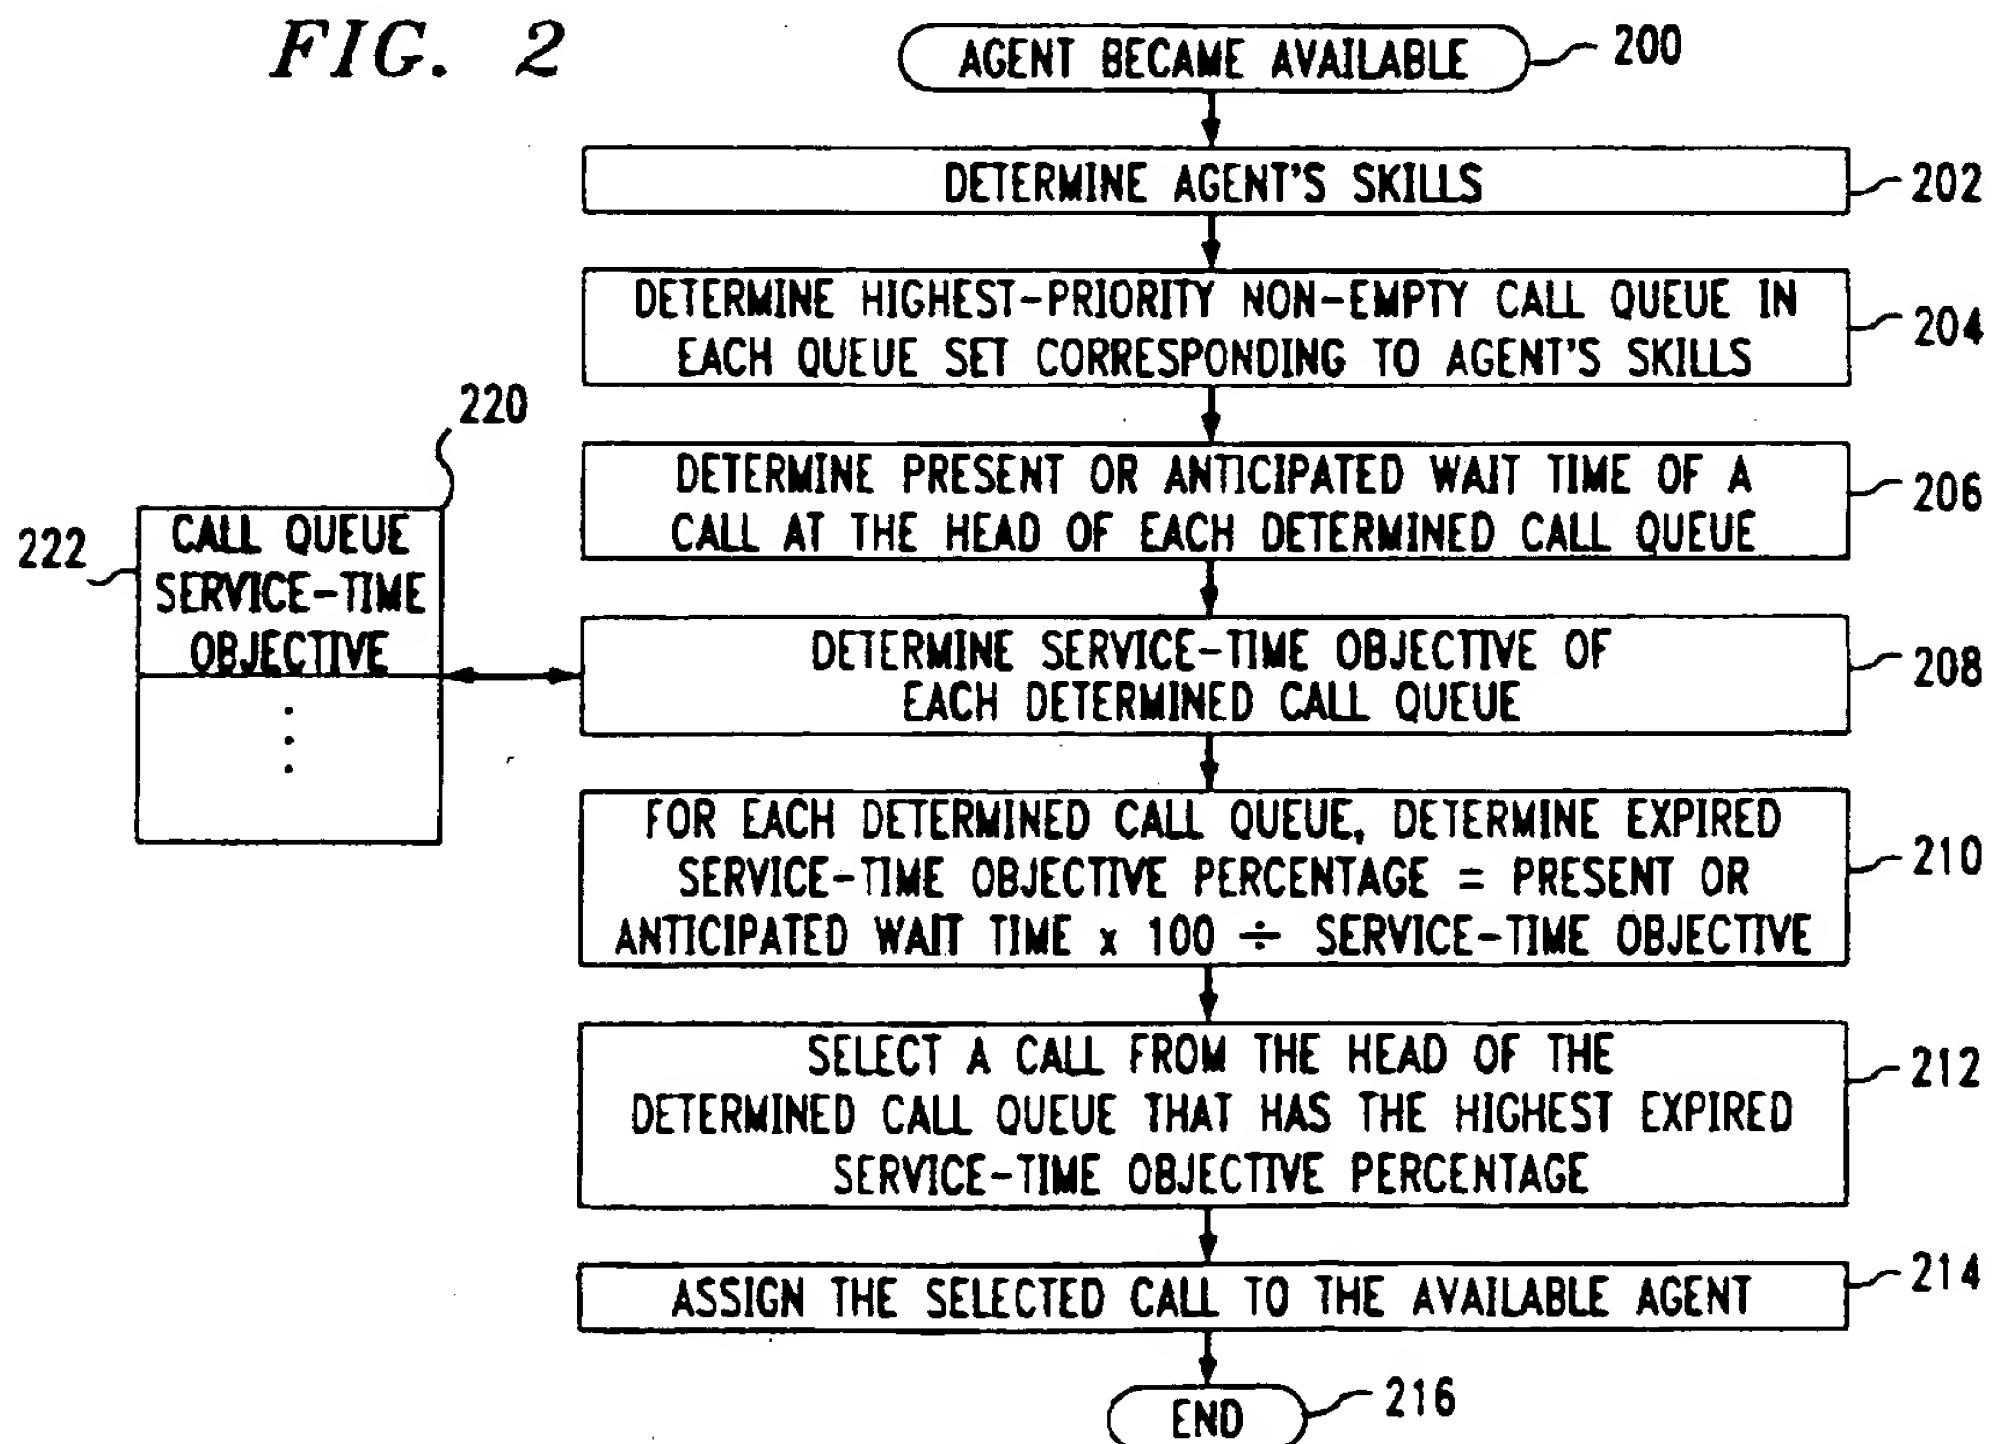 FIG. 2
AGENT BECAME AVAILABLE
200
DETERMINE AGENT'S SKILLS
202
DETERMINE HIGHEST-PRIORITY NON-EMPTY CALL QUEUE IN
EACH QUEUE SET CORRESPONDING TO AGENT'S SKILLS
204
DETERMINE PRESENT OR ANTICIPATED WAIT TIME OF A
CALL AT THE HEAD OF EACH DETERMINED CALL QUEUE
206
220
222
CALL QUEUE
SERVICE-TIME
OBJECTIVE
DETERMINE SERVICE-TIME OBJECTIVE OF
EACH DETERMINED CALL QUEUE
208
FOR EACH DETERMINED CALL QUEUE, DETERMINE EXPIRED
SERVICE-TIME OBJECTIVE PERCENTAGE = PRESENT OR
ANTICIPATED WAIT TIME x 100 ÷ SERVICE-TIME OBJECTIVE
210
SELECT A CALL FROM THE HEAD OF THE
DETERMINED CALL QUEUE THAT HAS THE HIGHEST EXPIRED
SERVICE-TIME OBJECTIVE PERCENTAGE
212
ASSIGN THE SELECTED CALL TO THE AVAILABLE AGENT
214
END
216